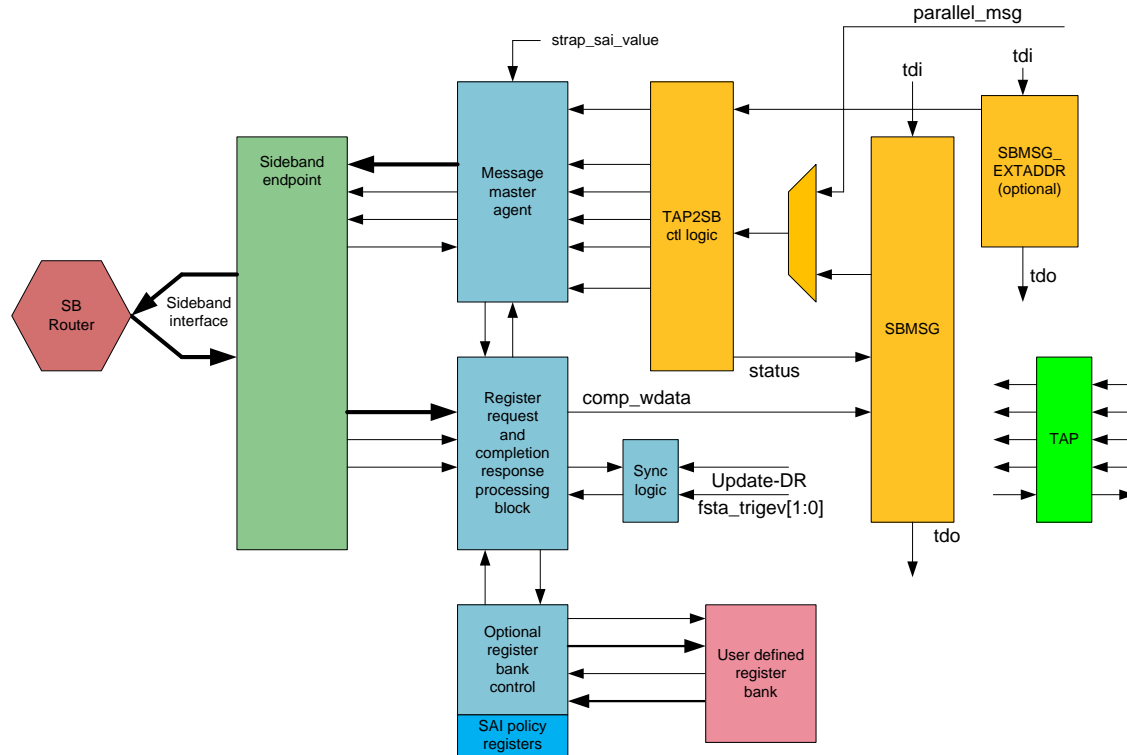 parallel_msg
strap_sai_value
tdi
tdi
Sideband
endpoint
Message
master
agent
TAP2SB
ctl logic
SBMSG_
EXTADDR
(optional)
tdo
SB
Router
Sideband
interface
SBMSG
status
Register
request
and
completion
response
processing
block
comp_wdata
TAP
Sync
logic
Update-DR
fsta_trigev[1:0]
tdo
Optional
register
bank
control
User defined
register
bank
SAI policy
registers